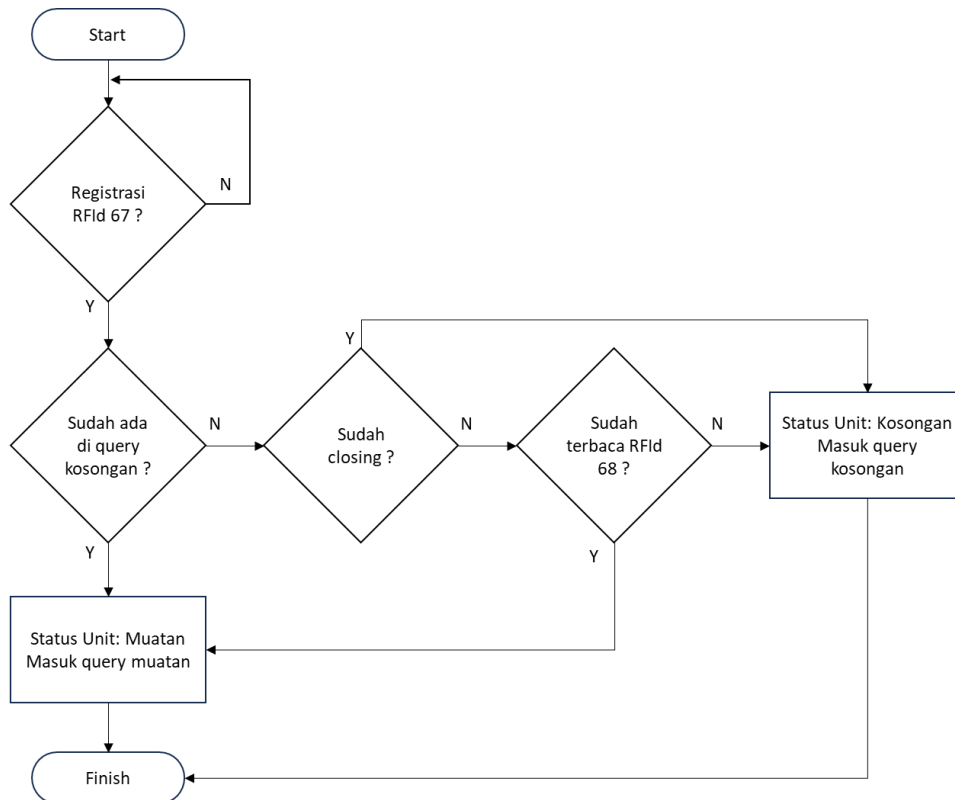 Start
N
Registrasi
RFId 67 ?
Y
Y
Sudah ada
di query
kosongan ?
N
Sudah
closing ?
N
Sudah
terbaca RFId
68 ?
N
Status Unit: Kosongan
Masuk query
kosongan
Y
Y
Status Unit: Muatan
Masuk query muatan
Finish